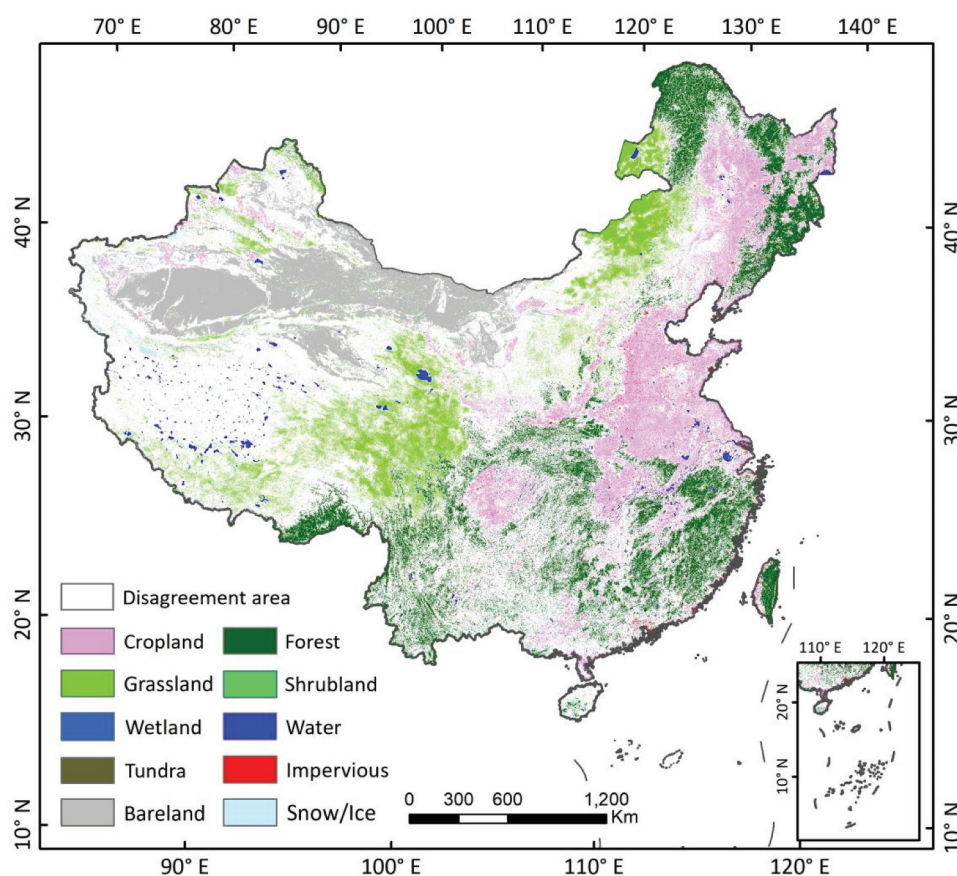 70° E 80° E 90° E 100° E 110° E 120° E 130° E 140° E
40° N 40° N
30° N 30° N
20° N 20° N
10° N 10° N
Disagreement area
Cropland Forest
Grassland Shrubland
Wetland Water
Tundra Impervious
Bareland Snow/Ice
0 300 600 1,200
Km
110° E 120° E
20° N
10° N
90° E 100° E 110° E 120° E